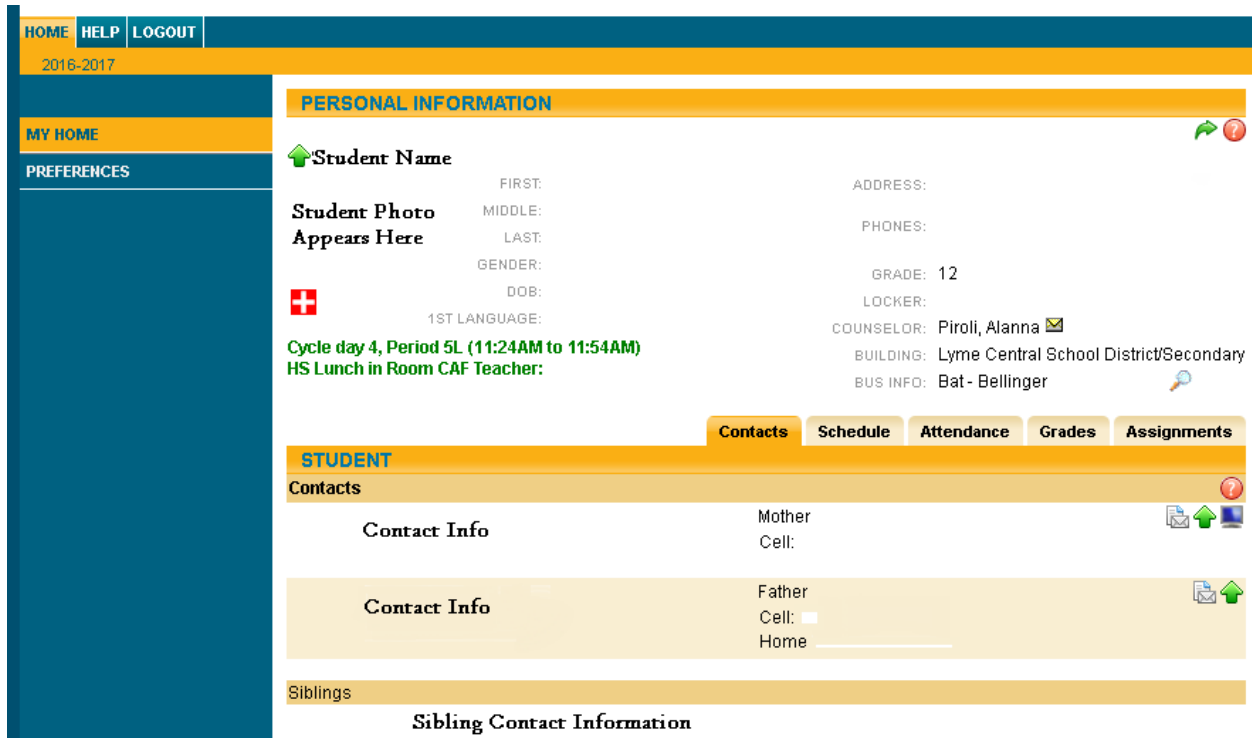 HOME HELP LOGOUT
2016-2017
MY HOME
PREFERENCES
PERSONAL INFORMATION
Student Name
Student Photo
Appears Here
FIRST:
MIDDLE:
LAST:
GENDER:
DOB:
1ST LANGUAGE:
Cycle day 4, Period 5L (11:24AM to 11:54AM)
HS Lunch in Room CAF Teacher:
ADDRESS:
PHONES:
GRADE: 12
LOCKER:
COUNSELOR: Piroli, Alanna
BUILDING: Lyme Central School District/Secondary
BUS INFO: Bat - Bellinger
Contacts Schedule Attendance Grades Assignments
STUDENT
Contacts
Contact Info
Mother
Cell:
Contact Info
Father
Cell:
Home
Siblings
Sibling Contact Information